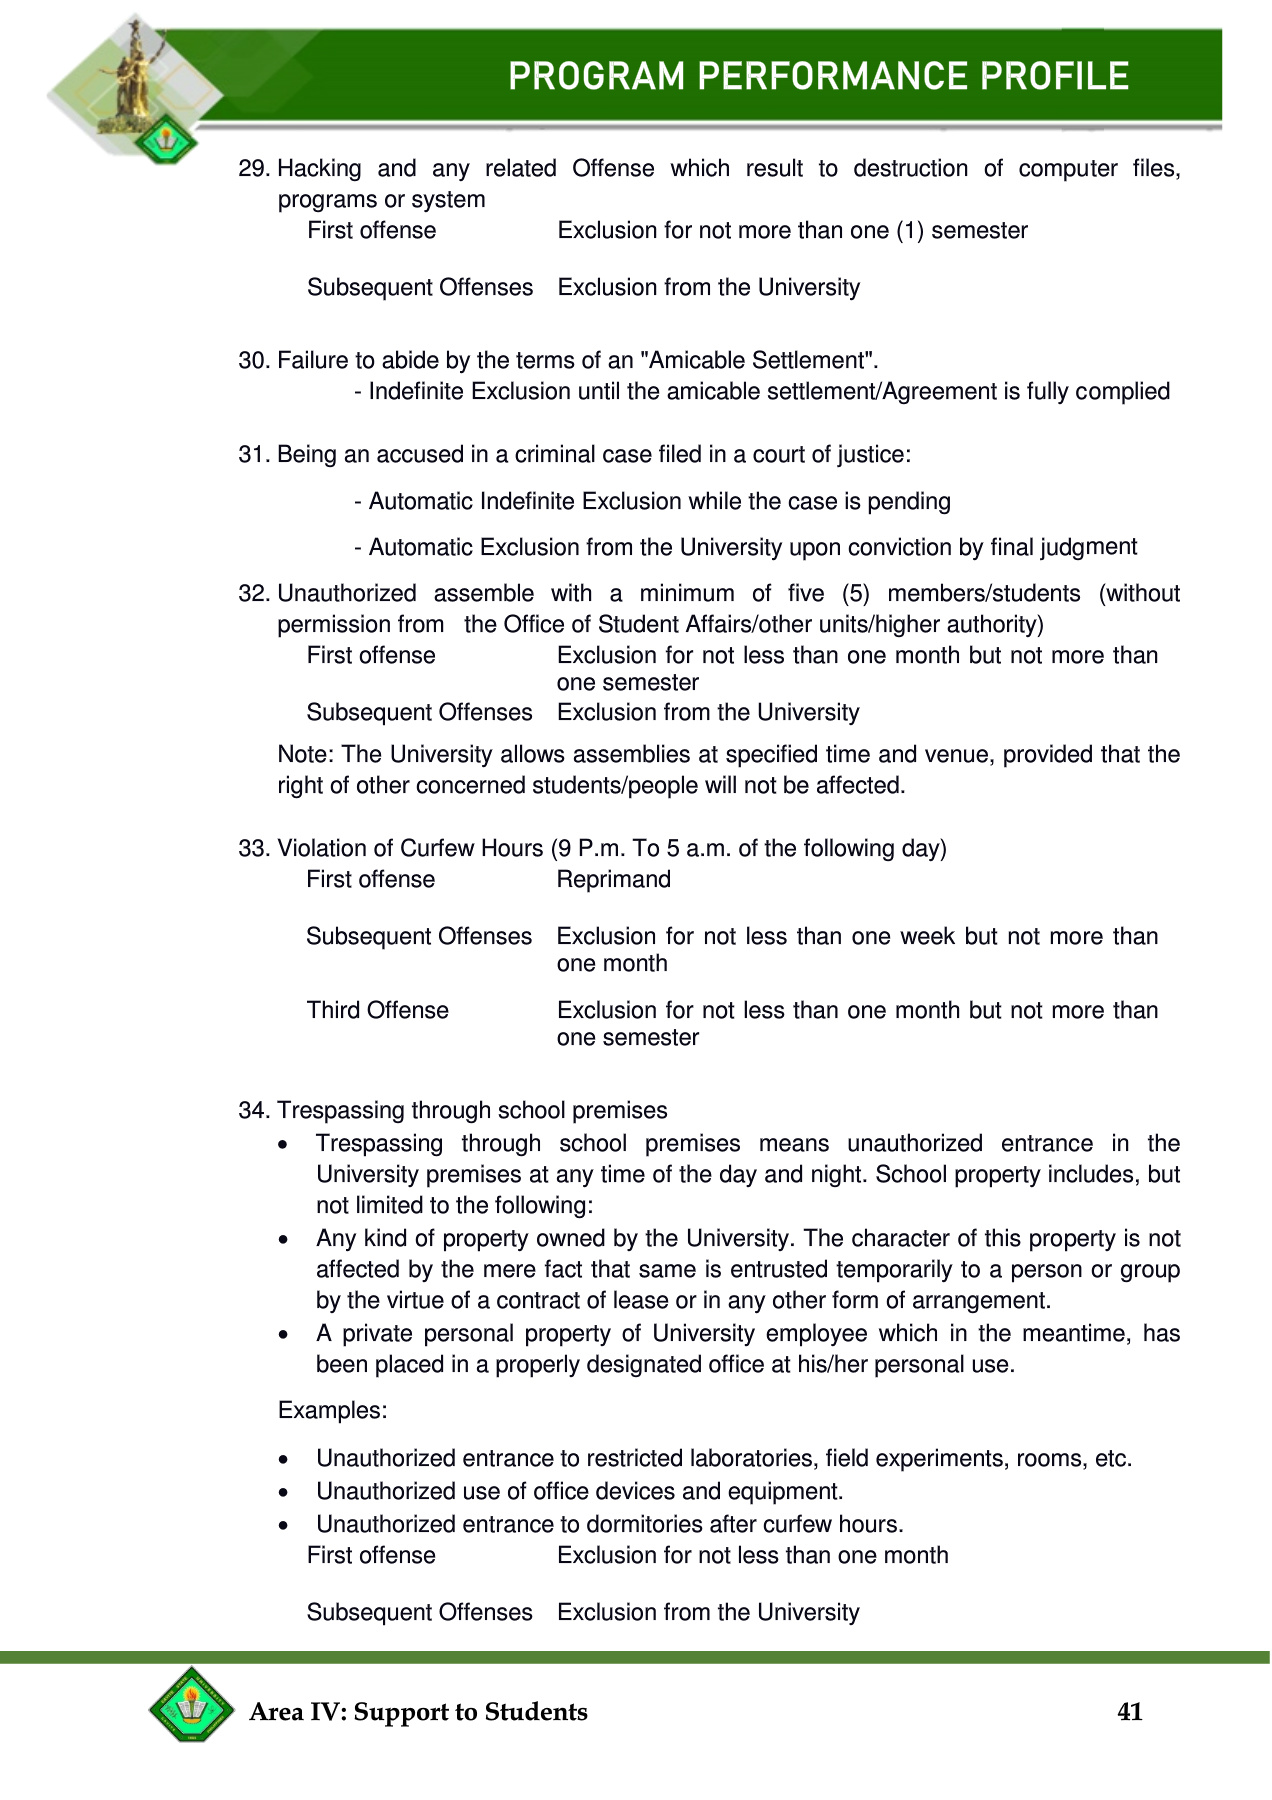 PROGRAM PERFORMANCE PROFILE
29. Hacking and any related Offense which result to destruction of computer files,
programs or system
First offense Exclusion for not more than one (1) semester
Subsequent Offenses Exclusion from the University
30. Failure to abide by the terms of an "Amicable Settlement".
- Indefinite Exclusion until the amicable settlement/Agreement is fully complied
31. Being an accused in a criminal case filed in a court of justice:
- Automatic Indefinite Exclusion while the case is pending
- Automatic Exclusion from the University upon conviction by final judgment
32. Unauthorized assemble with a minimum of five (5) members/students (without
permission from the Office of Student Affairs/other units/higher authority)
First offense Exclusion for not less than one month but not more than
one semester
Subsequent Offenses Exclusion from the University
Note: The University allows assemblies at specified time and venue, provided that the
right of other concerned students/people will not be affected.
33. Violation of Curfew Hours (9 P.m. To 5 a.m. of the following day)
First offense Reprimand
Subsequent Offenses Exclusion for not less than one week but not more than
one month
Third Offense Exclusion for not less than one month but not more than
one semester
34. Trespassing through school premises
• Trespassing through school premises means unauthorized entrance in the
University premises at any time of the day and night. School property includes, but
not limited to the following:
• Any kind of property owned by the University. The character of this property is not
affected by the mere fact that same is entrusted temporarily to a person or group
by the virtue of a contract of lease or in any other form of arrangement.
• A private personal property of University employee which in the meantime, has
been placed in a properly designated office at his/her personal use.
Examples:
• Unauthorized entrance to restricted laboratories, field experiments, rooms, etc.
• Unauthorized use of office devices and equipment.
• Unauthorized entrance to dormitories after curfew hours.
First offense Exclusion for not less than one month
Subsequent Offenses Exclusion from the University
Area IV: Support to Students 41